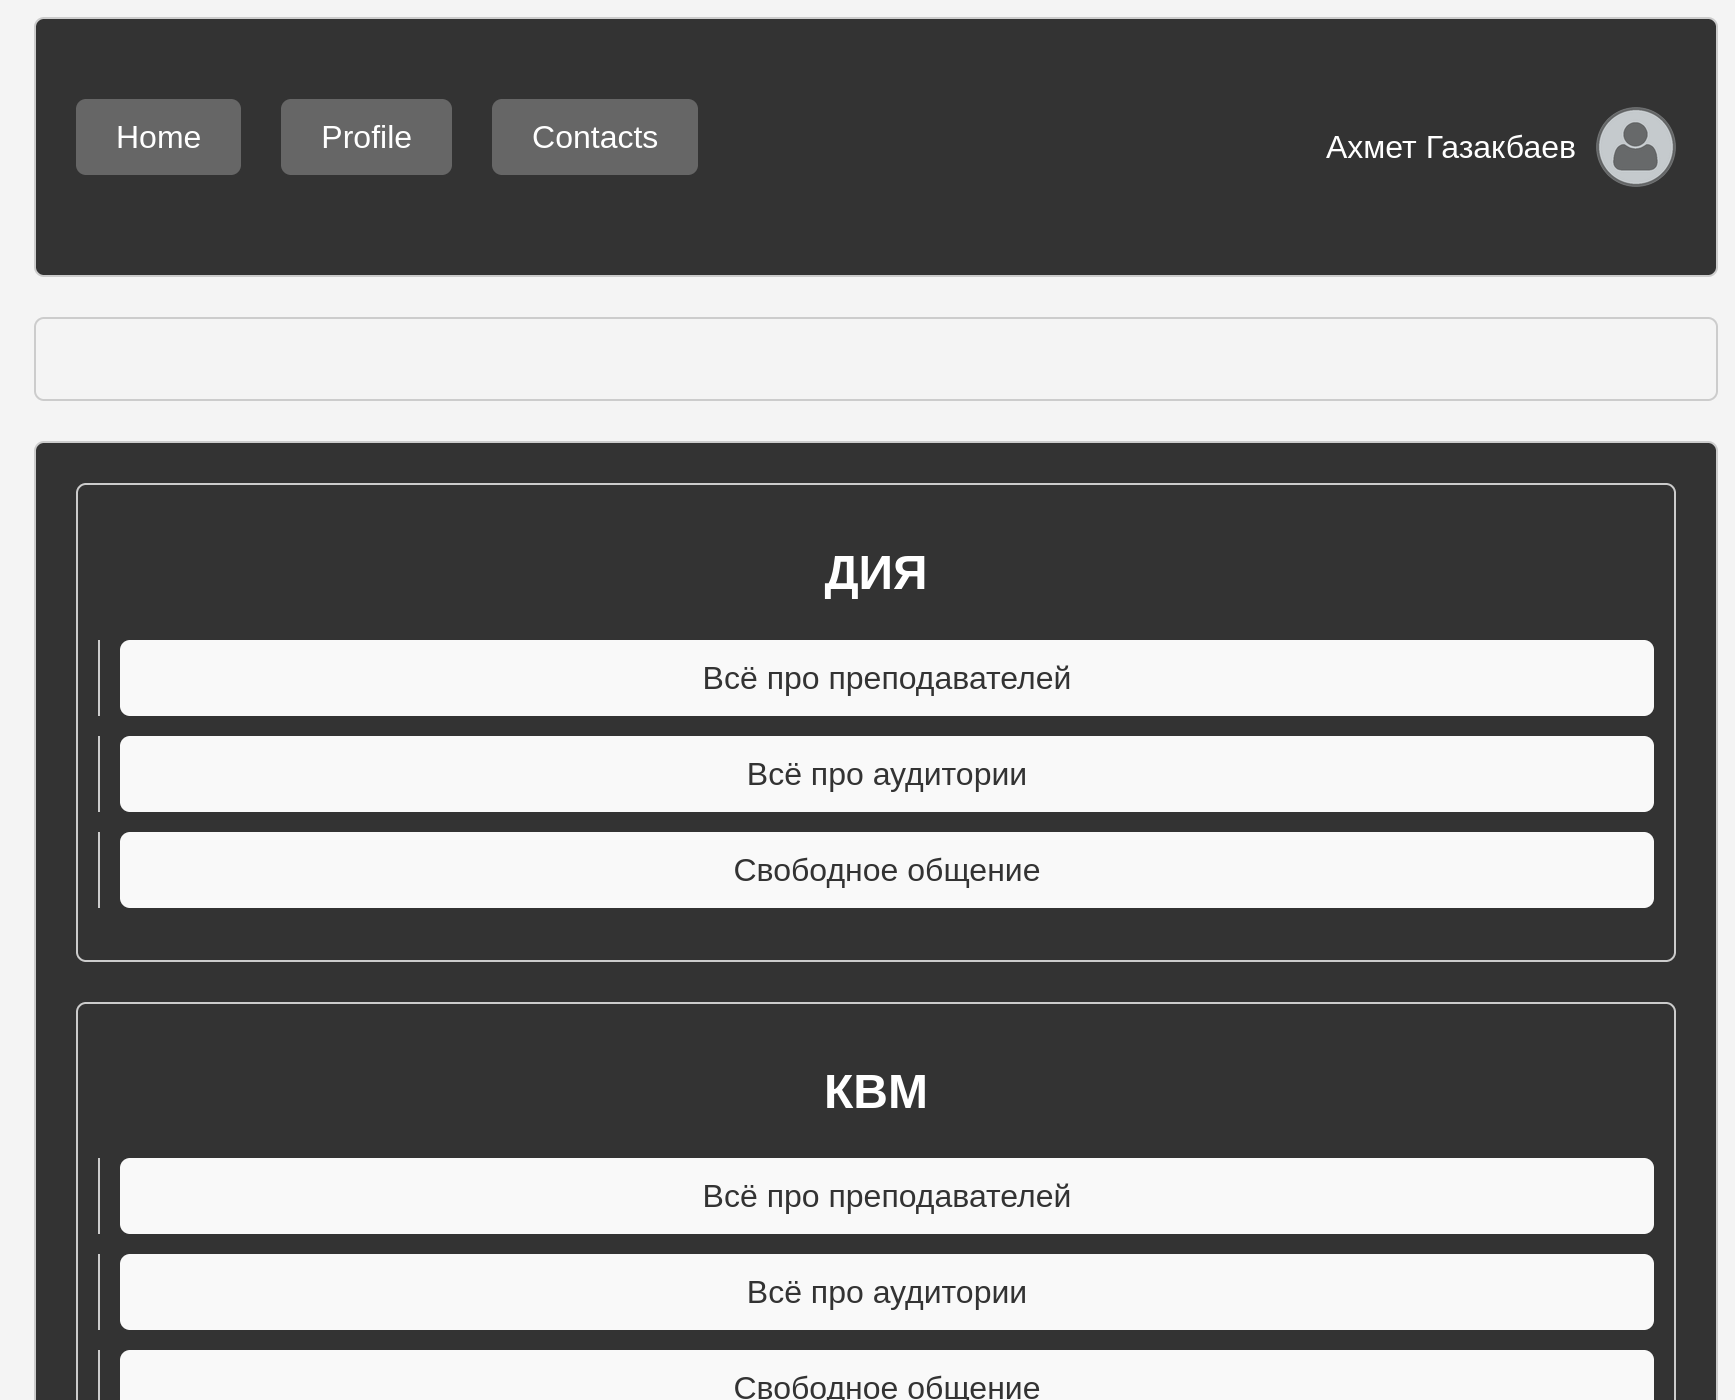 Home Profile Contacts Ахмет Газакбаев
ДИЯ
Всё про преподавателей
Всё про аудитории
Свободное общение
КВМ
Всё про преподавателей
Всё про аудитории
Свободное общение